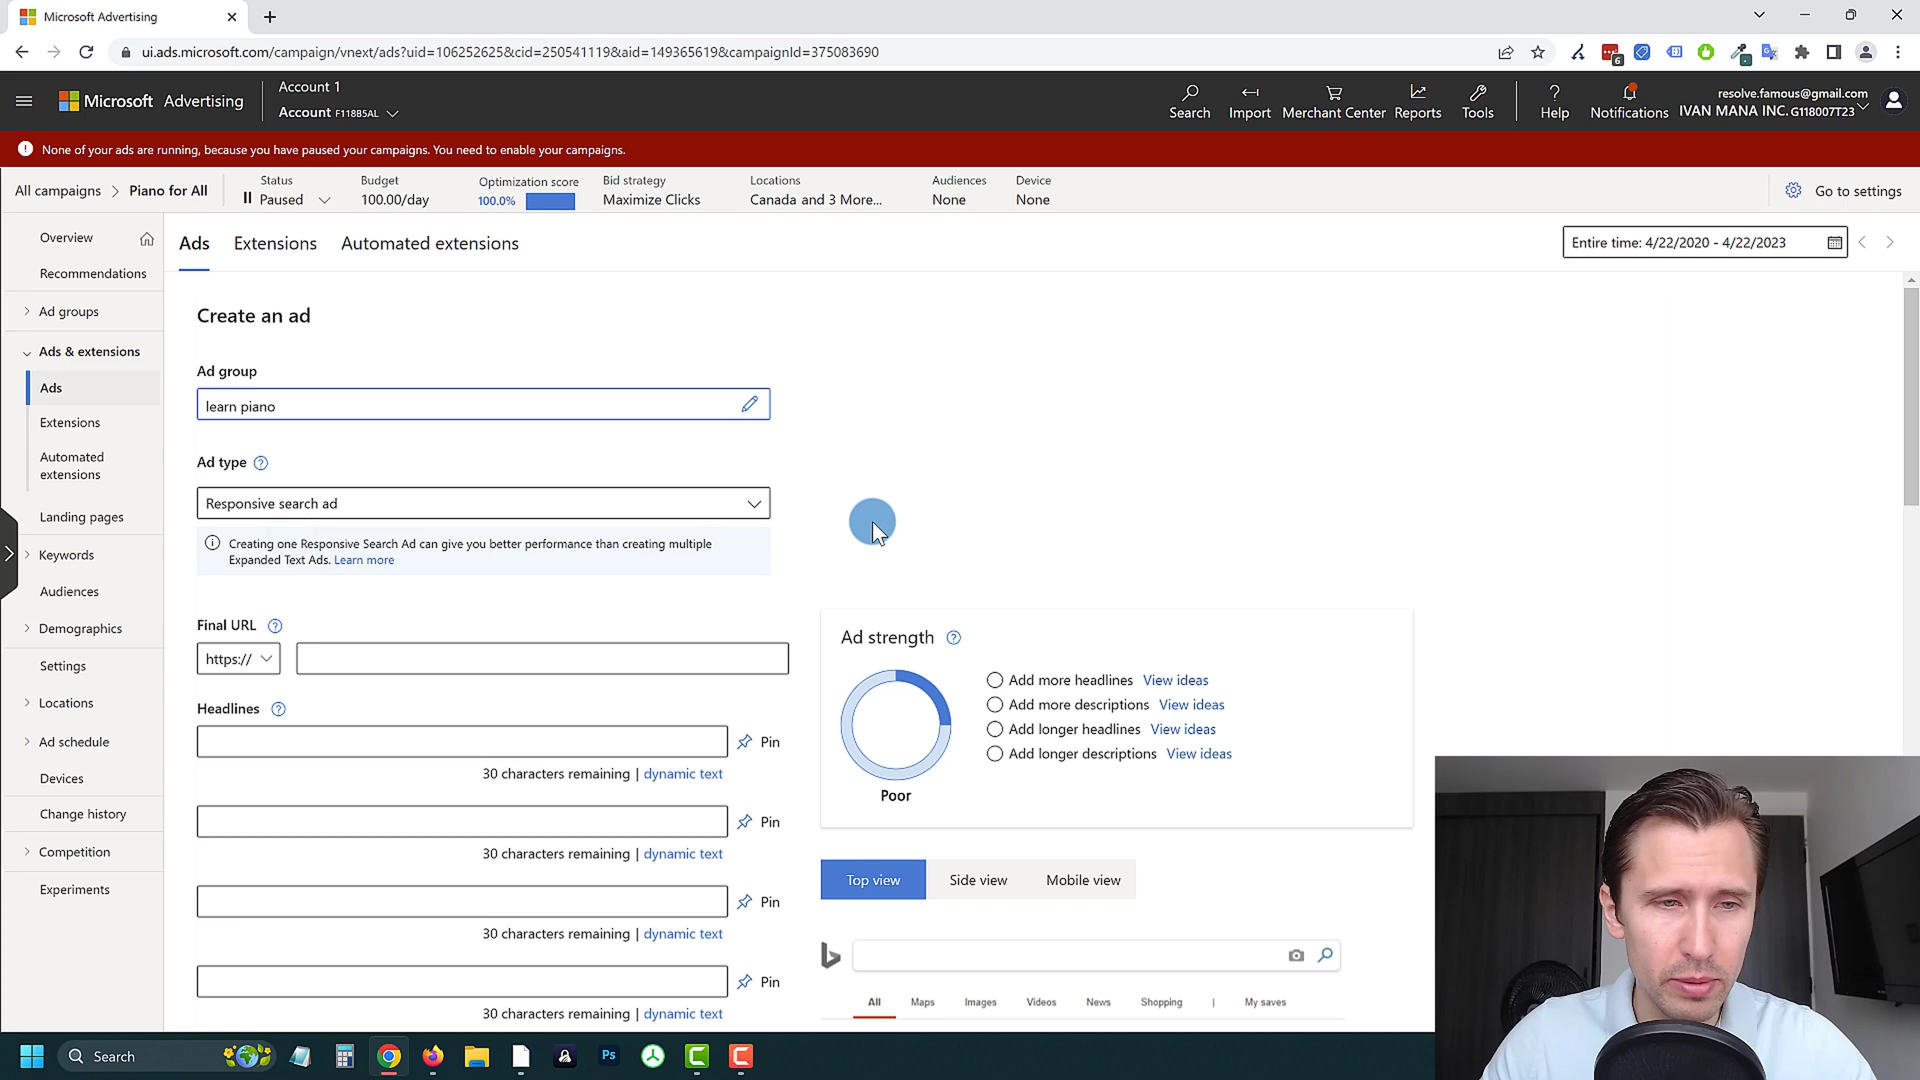 Microsoft Advertising
ui.ads.microsoft.com/campaign/vnext/ads?uid=106252625&cid=250541119&aid=149365619&campaignId=375083690
6
Microsoft Advertising
Account 1
Account F118B5AL
Search
Import
Merchant Center
Reports
Tools
Help
Notifications
resolve.famous@gmail.com
IVAN MANA INC. G118007T23
None of your ads are running, because you have paused your campaigns. You need to enable your campaigns.
All campaigns
Piano for All
Status
Paused
Budget
100.00/day
Optimization score
100.0%
Bid strategy
Maximize Clicks
Locations
Canada and 3 More...
Audiences
None
Device
None
Go to settings
Overview
Recommendations
Ad groups
Ads & extensions
Ads
Extensions
Automated
extensions
Landing pages
Keywords
Audiences
Demographics
Settings
Locations
Ad schedule
Devices
Change history
Competition
Experiments
Ads
Extensions
Automated extensions
Entire time: 4/22/2020 - 4/22/2023
Create an ad
Ad group
learn piano
Ad type
Responsive search ad
Creating one Responsive Search Ad can give you better performance than creating multiple
Expanded Text Ads. Learn more
Final URL
https://
Headlines
Pin
30 characters remaining | dynamic text
Pin
30 characters remaining | dynamic text
Pin
30 characters remaining | dynamic text
Pin
30 characters remaining | dynamic text
Ad strength
Poor
Add more headlines View ideas
Add more descriptions View ideas
Add longer headlines View ideas
Add longer descriptions View ideas
Top view
Side view
Mobile view
All
Maps
Images
Videos
News
Shopping
|
My saves
Search
Ps